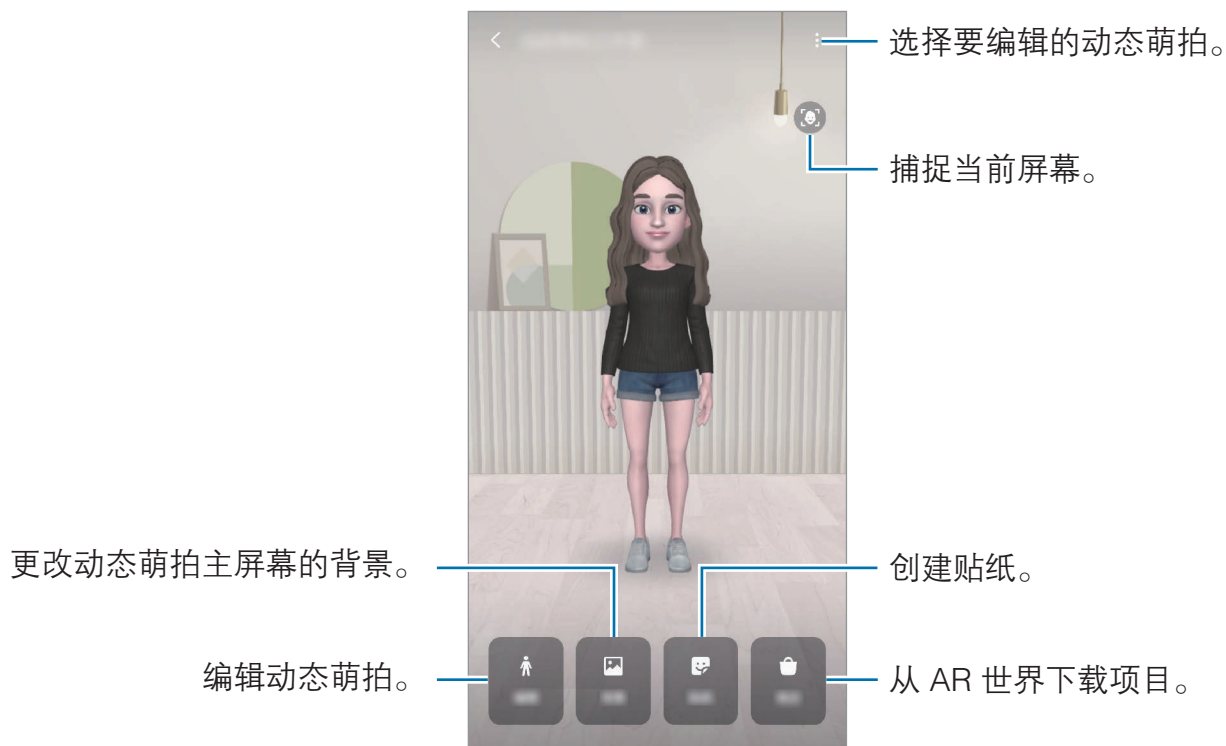 选择要编辑的动态萌拍。
捕捉当前屏幕。
更改动态萌拍主屏幕的背景。
创建贴纸。
编辑动态萌拍。
从 AR 世界下载项目。